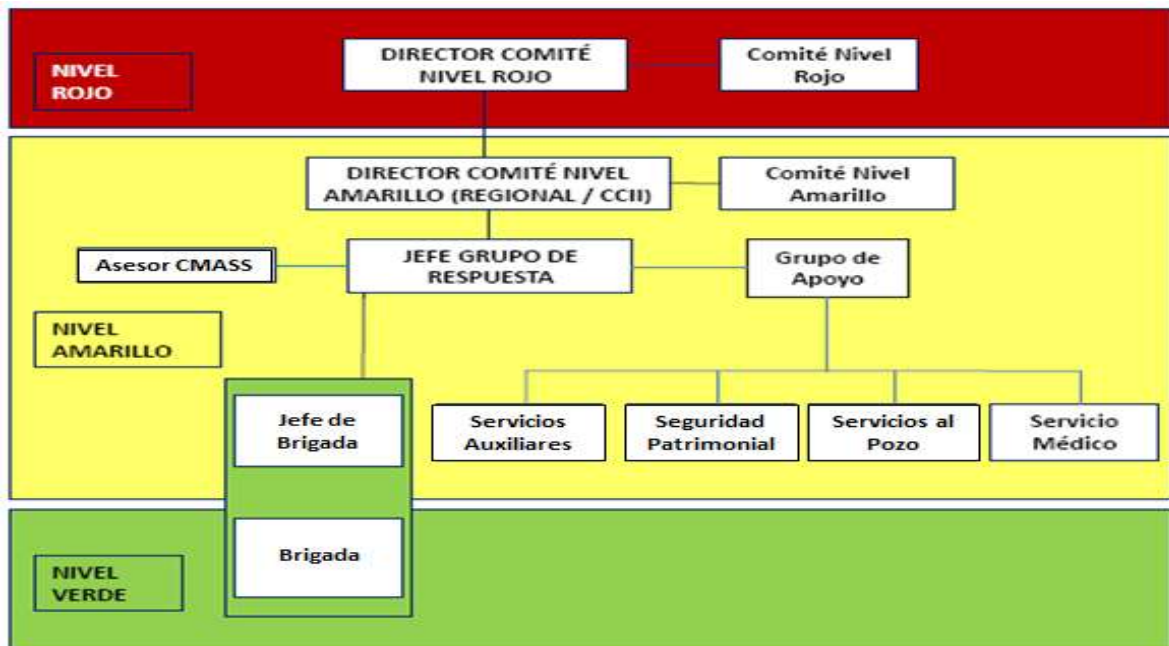 NIVEL
ROJO
DIRECTOR COMITÉ
NIVEL ROJO
Comité Nivel
Rojo
DIRECTOR COMITÉ NIVEL
AMARILLO (REGIONAL / CCII)
Comité Nivel
Amarillo
Asesor CMASS
JEFE GRUPO DE
RESPUESTA
Grupo de
Apoyo
NIVEL
AMARILLO
Jefe de
Brigada
Servicios
Auxiliares
Seguridad
Patrimonial
Servicios al
Pozo
Servicio
Médico
Brigada
NIVEL
VERDE